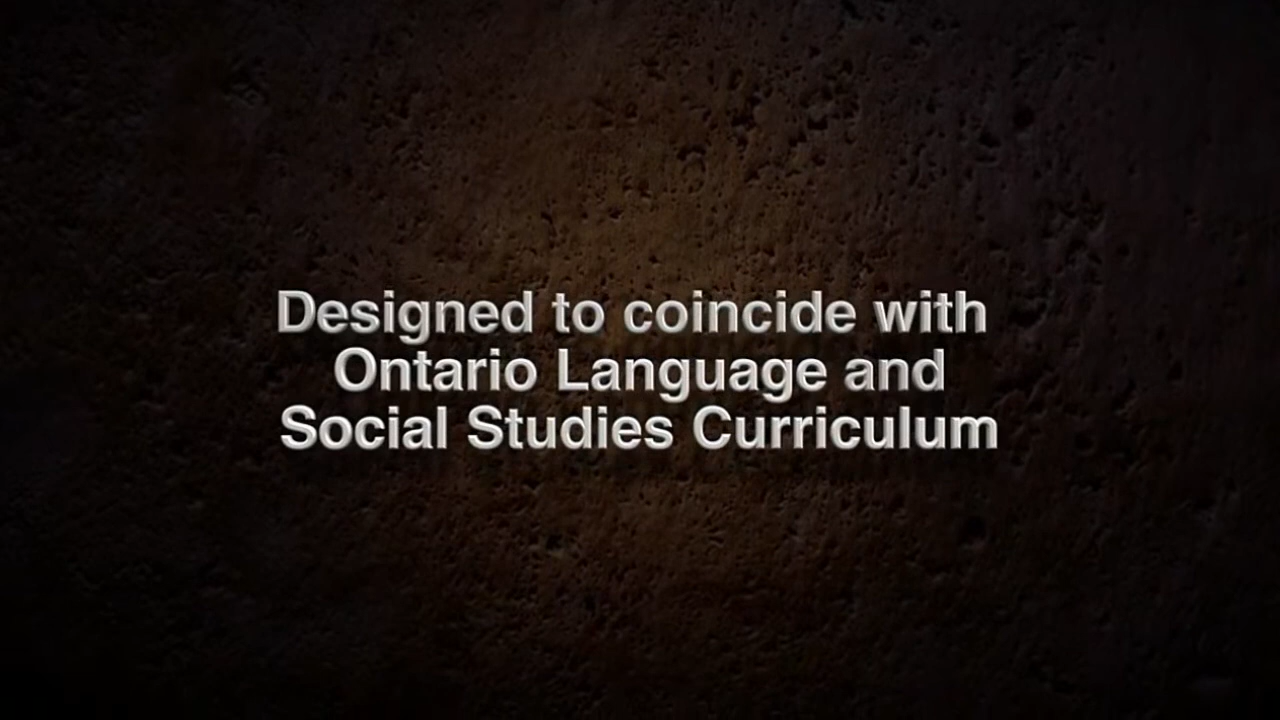 Designed to coincide with
Ontario Language and
Social Studies Curriculum